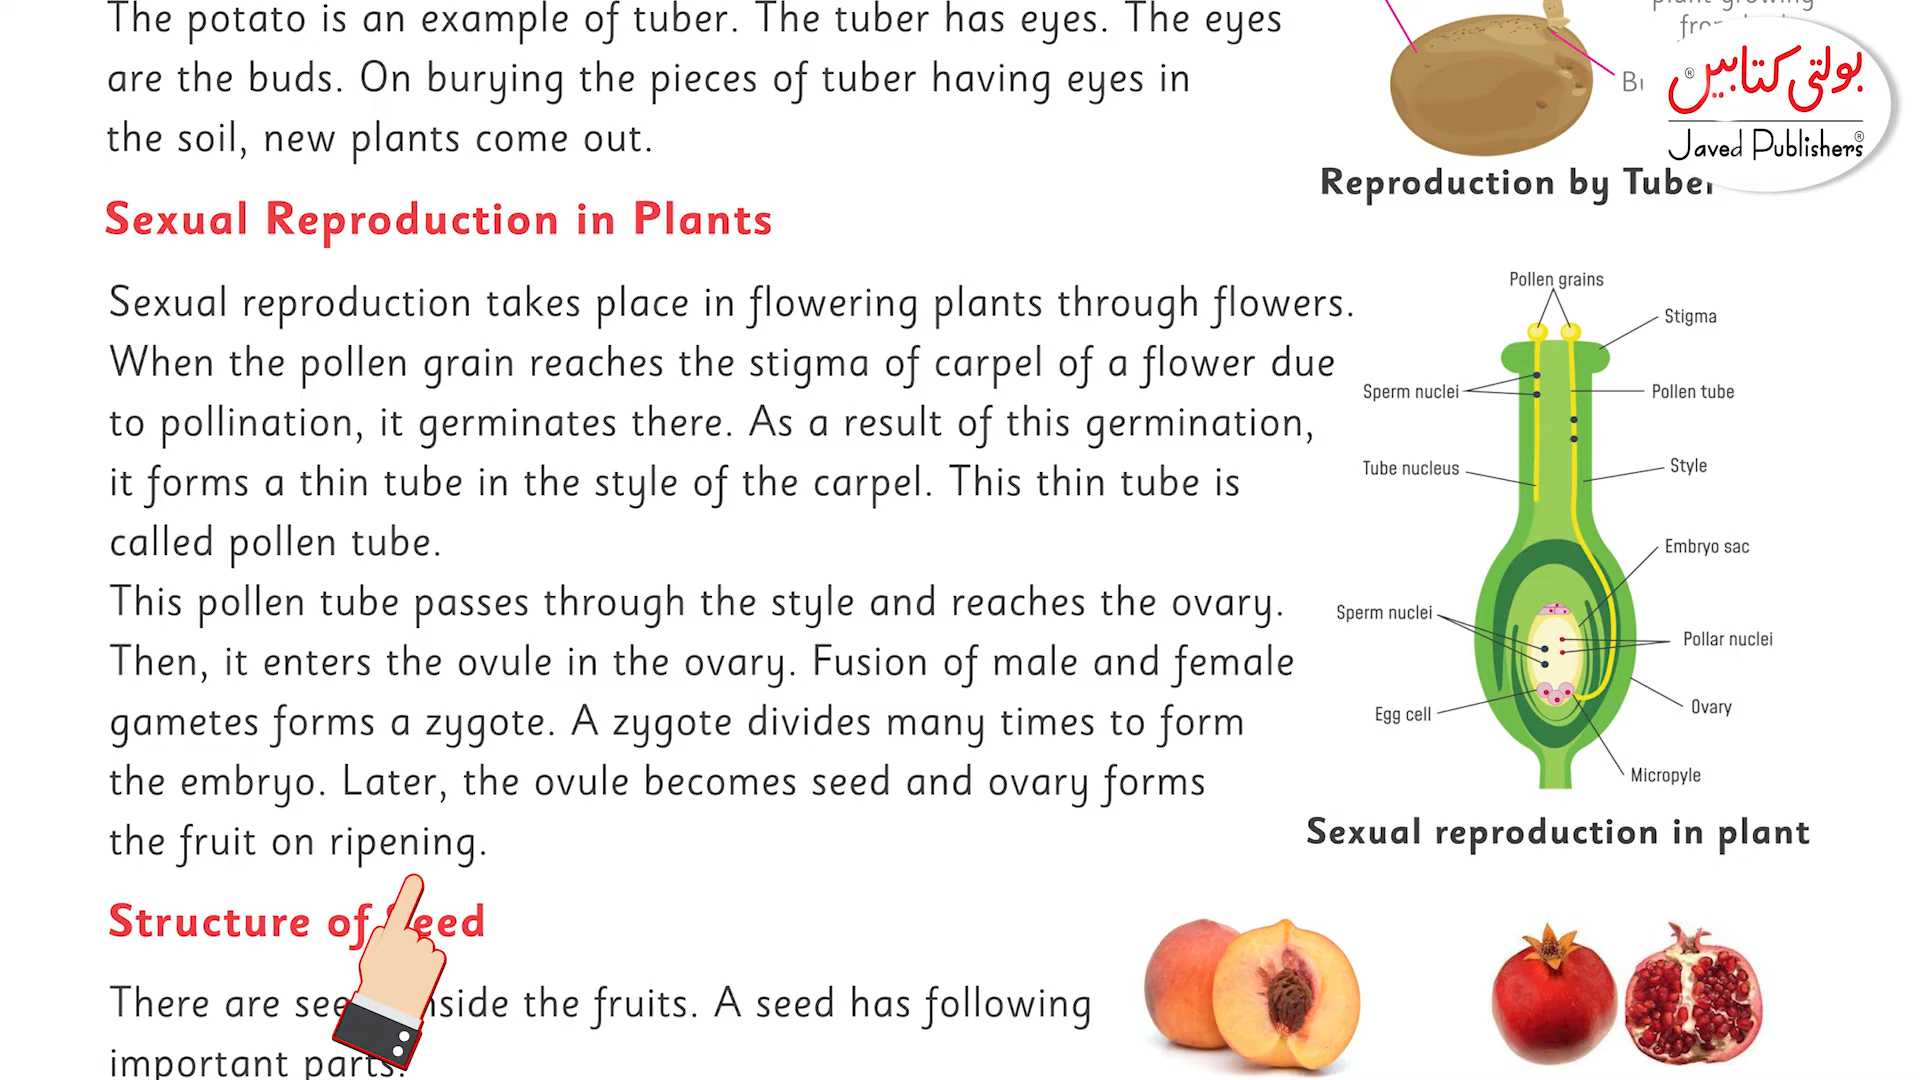 The potato is an example of tuber. The tuber has eyes. The eyes
are the buds. On burying the pieces of tuber having eyes in
the soil, new plants come out.
plant growing
بولتی کتابیں®
Javed Publishers®
Reproduction by Tuber
Sexual Reproduction in Plants
Sexual reproduction takes place in flowering plants through flowers.
When the pollen grain reaches the stigma of carpel of a flower due
to pollination, it germinates there. As a result of this germination,
it forms a thin tube in the style of the carpel. This thin tube is
called pollen tube.
This pollen tube passes through the style and reaches the ovary.
Then, it enters the ovule in the ovary. Fusion of male and female
gametes forms a zygote. A zygote divides many times to form
the embryo. Later, the ovule becomes seed and ovary forms
the fruit on ripening.
Pollen grains
Stigma
Sperm nuclei
Pollen tube
Tube nucleus
Style
Embryo sac
Sperm nuclei
Pollar nuclei
Egg cell
Ovary
Micropyle
Sexual reproduction in plant
Structure of Seed
There are seeds inside the fruits. A seed has following
important parts.